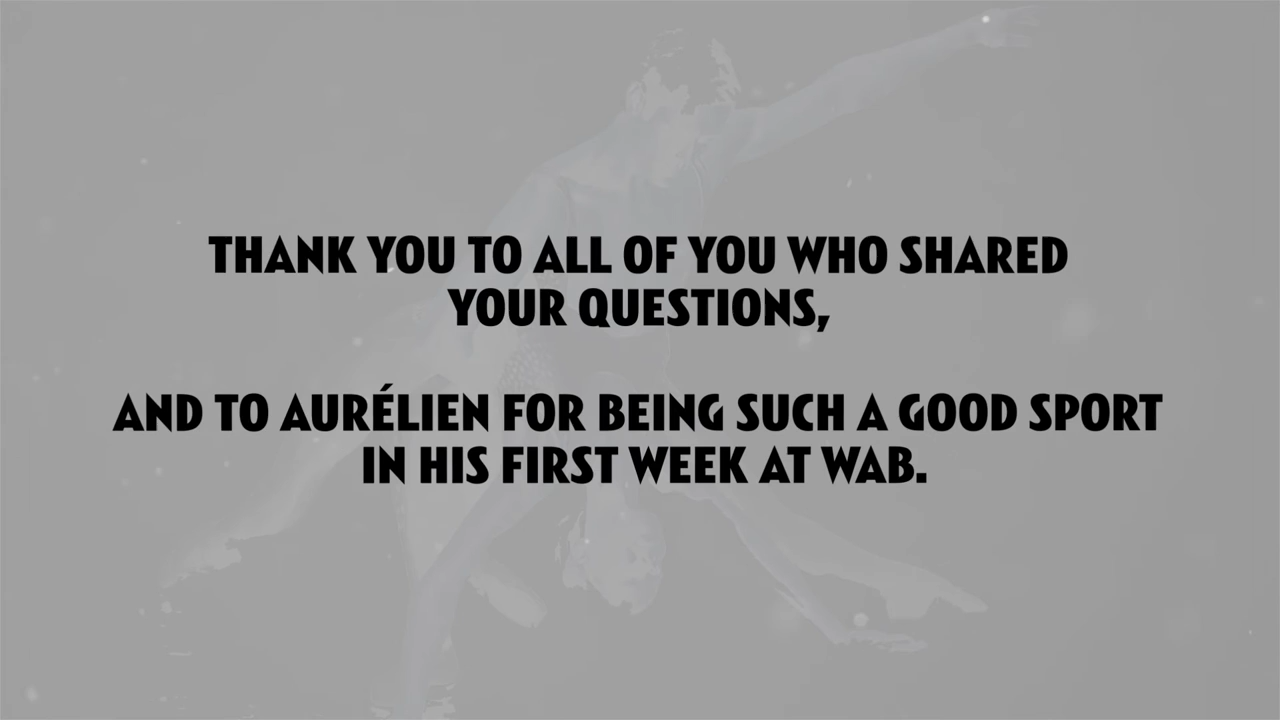 THANK YOU TO ALL OF YOU WHO SHARED
YOUR QUESTIONS,
AND TO AURÉLIEN FOR BEING SUCH A GOOD SPORT
IN HIS FIRST WEEK AT WAB.